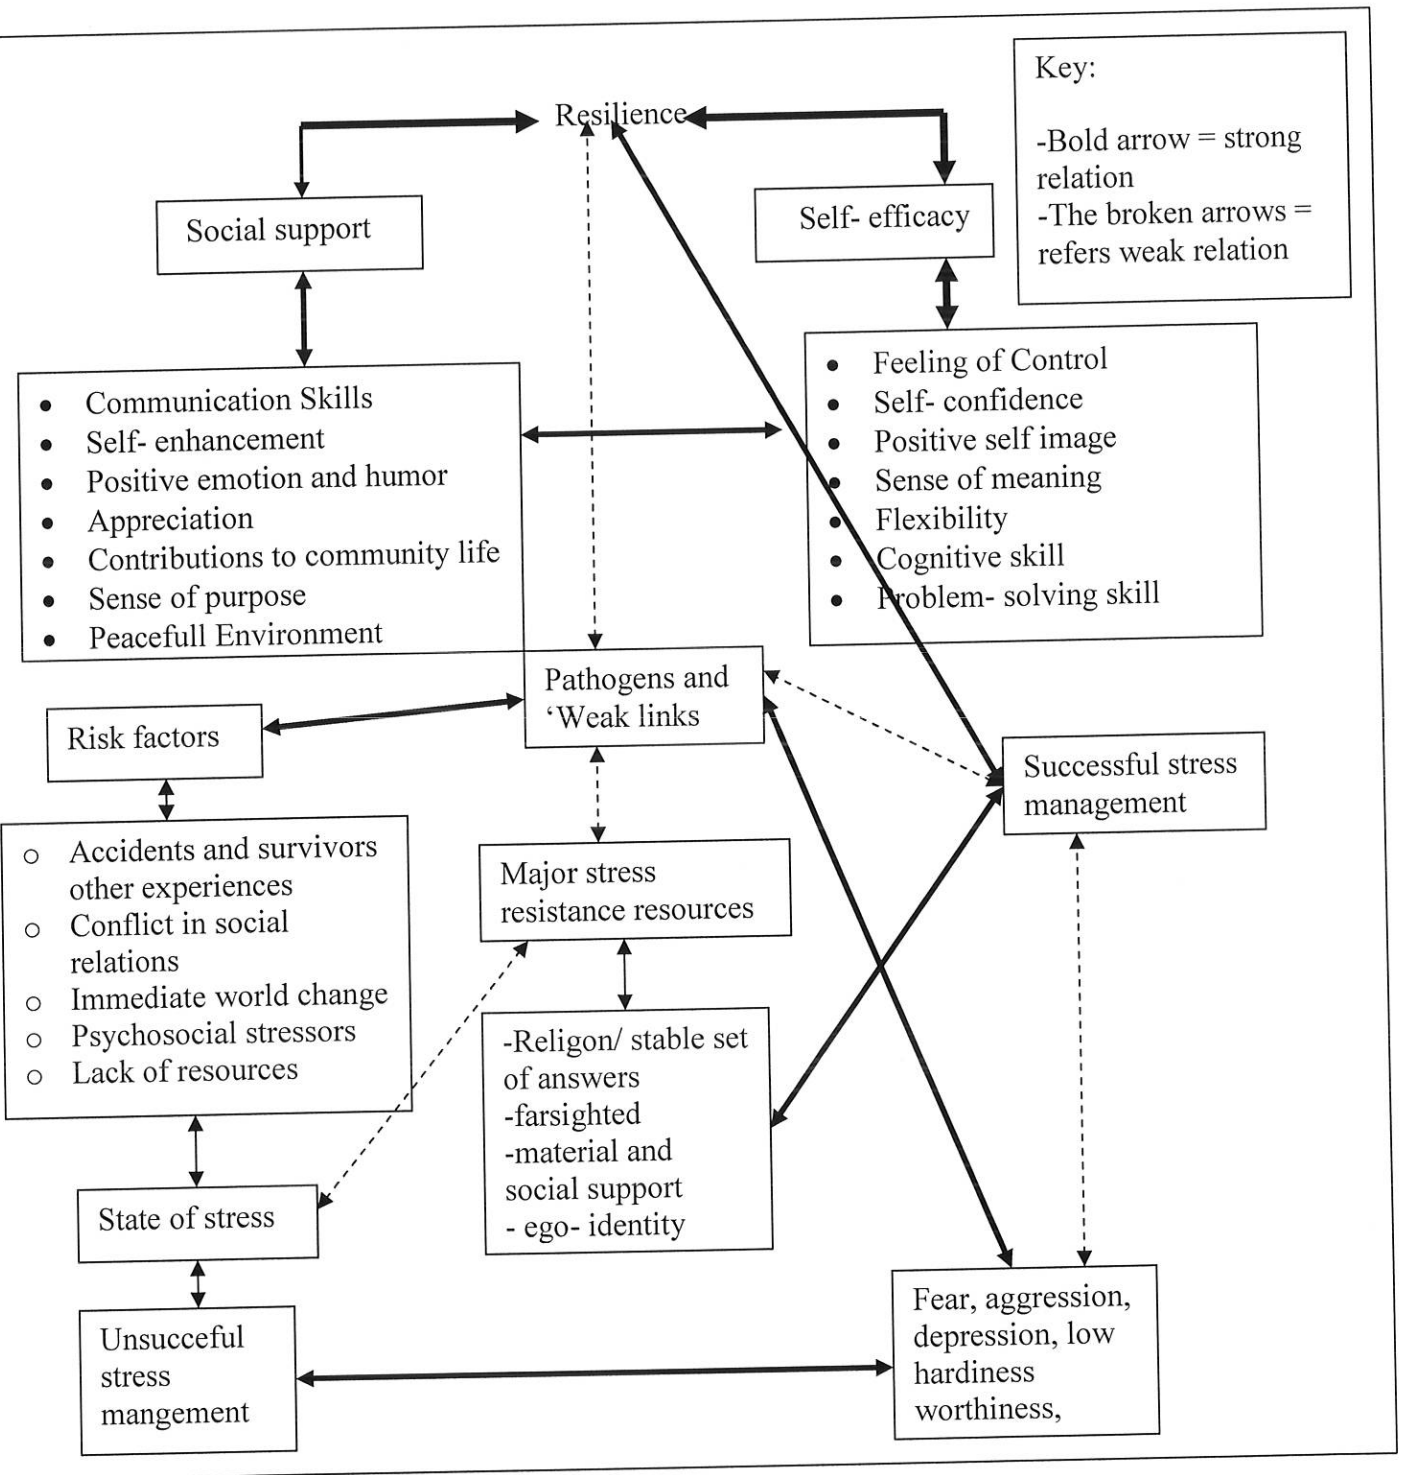 Resilience
Key:
-Bold arrow = strong
relation
-The broken arrows =
refers weak relation
Social support
Self- efficacy
• Communication Skills
• Self- enhancement
• Positive emotion and humor
• Appreciation
• Contributions to community life
• Sense of purpose
• Peacefull Environment
• Feeling of Control
• Self- confidence
• Positive self image
• Sense of meaning
• Flexibility
• Cognitive skill
• Problem- solving skill
Pathogens and
‘Weak links
Risk factors
Successful stress
management
○ Accidents and survivors
other experiences
○ Conflict in social
relations
○ Immediate world change
○ Psychosocial stressors
○ Lack of resources
Major stress
resistance resources
-Religon/ stable set
of answers
-farsighted
-material and
social support
- ego- identity
State of stress
Unsucceful
stress
mangement
Fear, aggression,
depression, low
hardiness
worthiness,